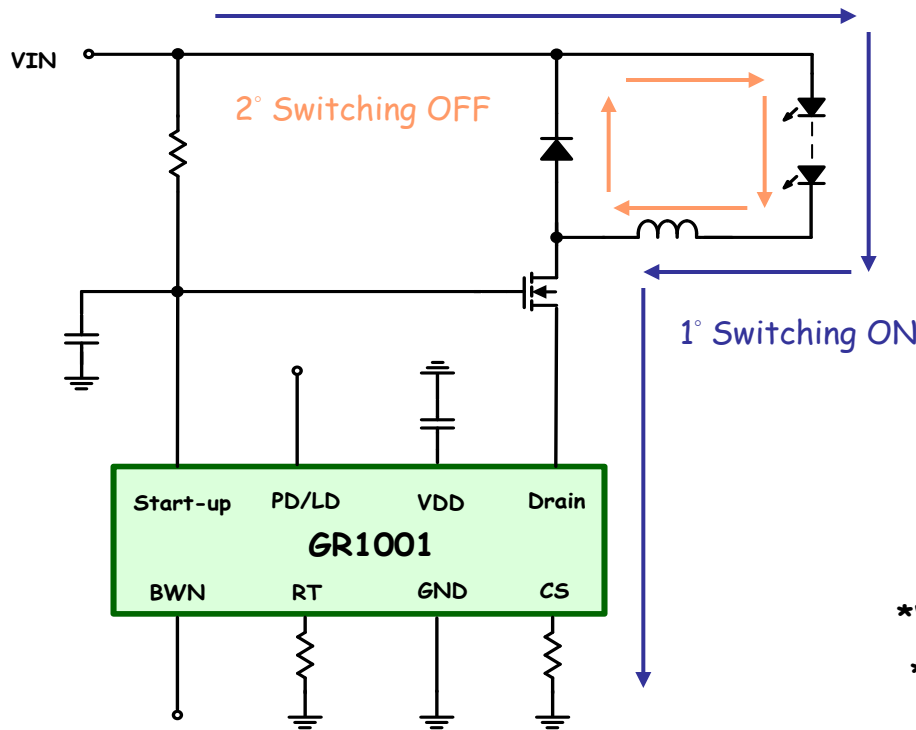 VIN
2° Switching OFF
1° Switching ON
Start-up PD/LD VDD Drain
GR1001
BWN RT GND CS
*
*